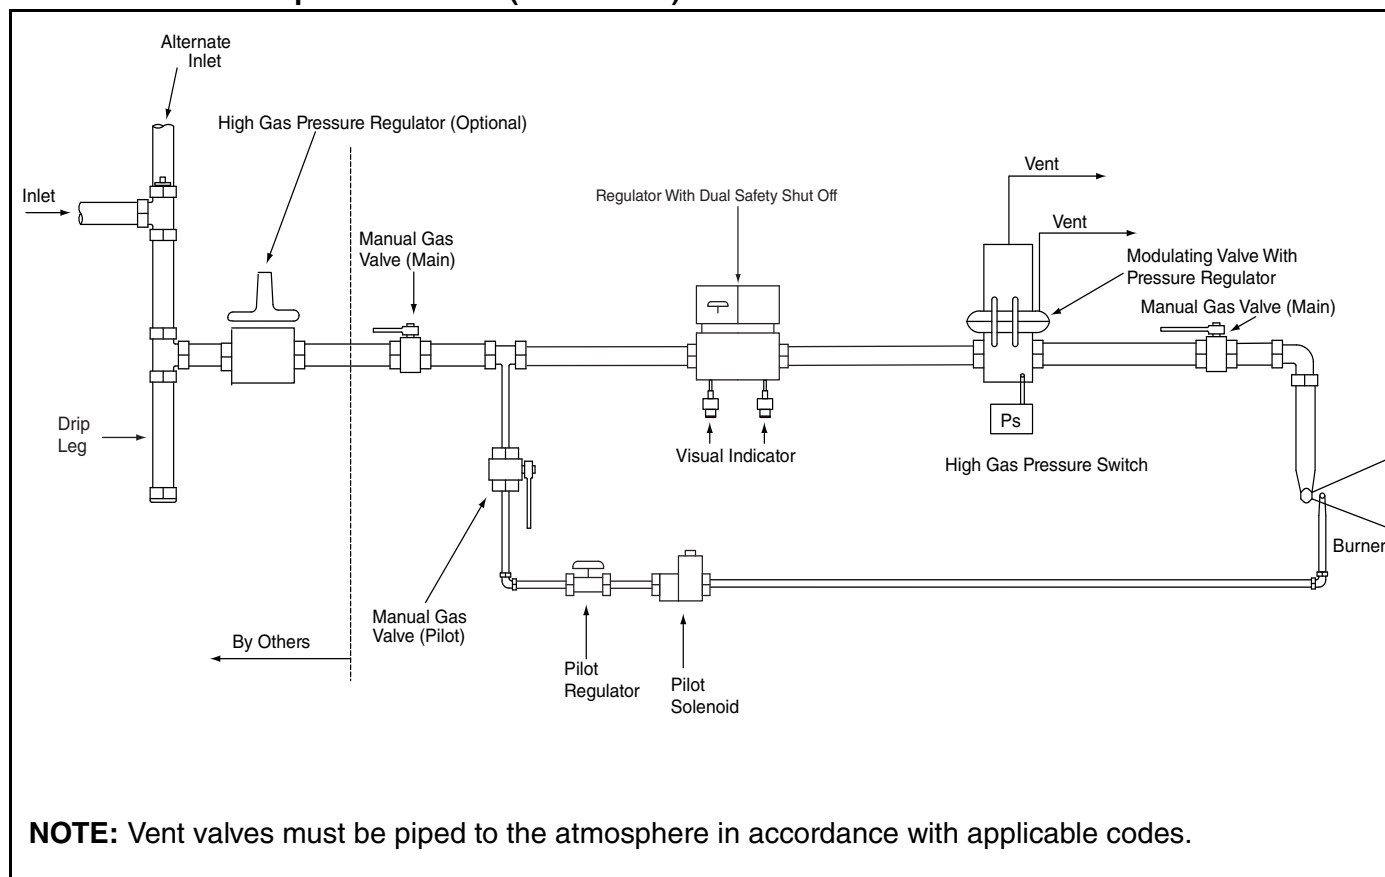 Alternate
Inlet
High Gas Pressure Regulator (Optional)
Inlet
Manual Gas
Valve (Main)
Regulator With Dual Safety Shut Off
Vent
Vent
Modulating Valve With
Pressure Regulator
Manual Gas Valve (Main)
Drip
Leg
Ps
Visual Indicator
High Gas Pressure Switch
Burner
Manual Gas
Valve (Pilot)
By Others
Pilot
Regulator
Pilot
Solenoid
NOTE: Vent valves must be piped to the atmosphere in accordance with applicable codes.